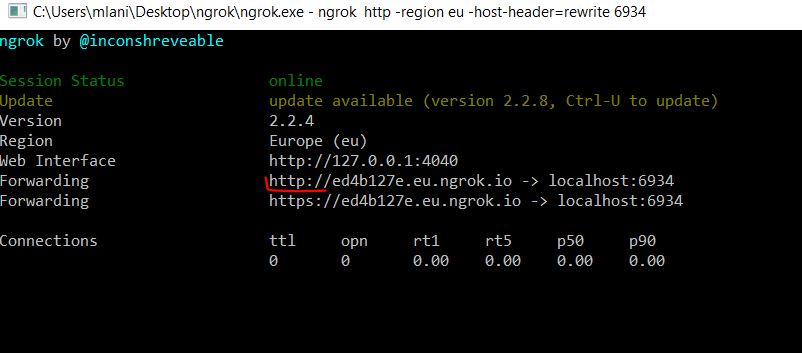 C:\Users\mlani\Desktop\ngrok\ngrok.exe - ngrok  http -region eu -host-header=rewrite 6934
ngrok by @inconshreveable
Session Status online
Update update available (version 2.2.8, Ctrl-U to update)
Version 2.2.4
Region Europe (eu)
Web Interface http://127.0.0.1:4040
Forwarding http://ed4b127e.eu.ngrok.io -> localhost:6934
Forwarding https://ed4b127e.eu.ngrok.io -> localhost:6934
Connections ttl opn rt1 rt5 p50 p90
0 0 0.00 0.00 0.00 0.00